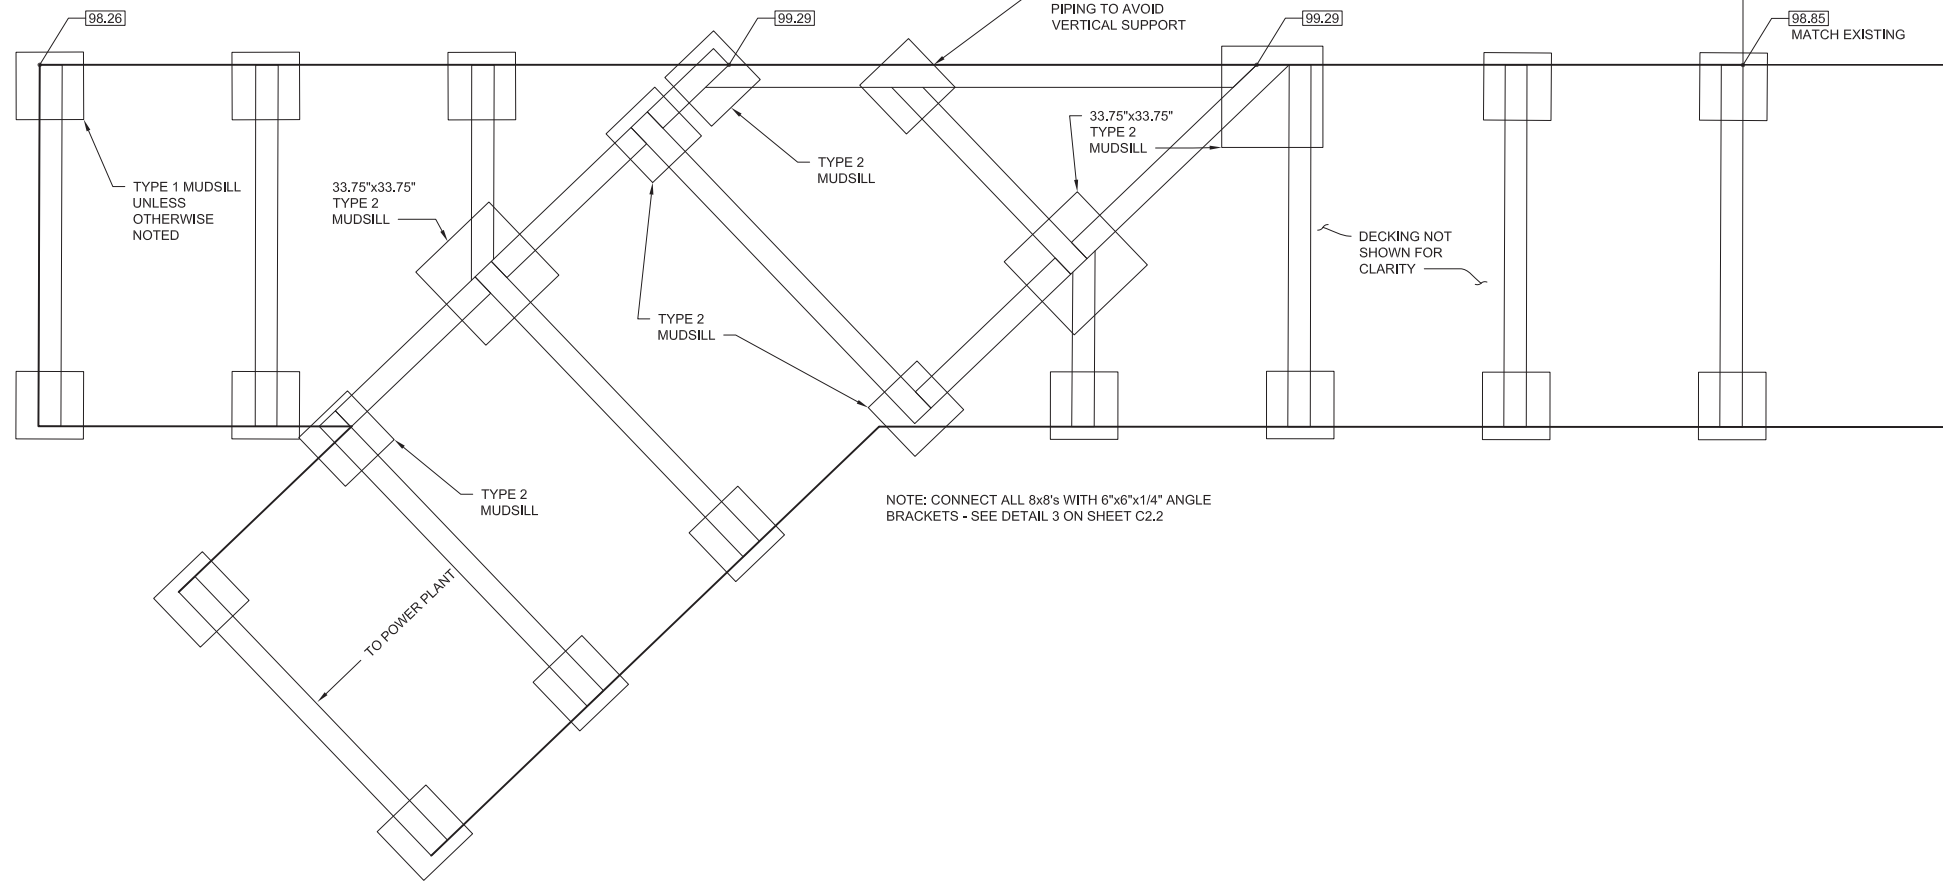 98.26
99.29
PIPING TO AVOID
VERTICAL SUPPORT
99.29
98.85
MATCH EXISTING
TYPE 1 MUDSILL
UNLESS
OTHERWISE
NOTED
33.75"x33.75"
TYPE 2
MUDSILL
TYPE 2
MUDSILL
33.75"x33.75"
TYPE 2
MUDSILL
DECKING NOT
SHOWN FOR
CLARITY
TYPE 2
MUDSILL
TYPE 2
MUDSILL
NOTE: CONNECT ALL 8x8's WITH 6"x6"x1/4" ANGLE
BRACKETS - SEE DETAIL 3 ON SHEET C2.2
TO POWER PLANT